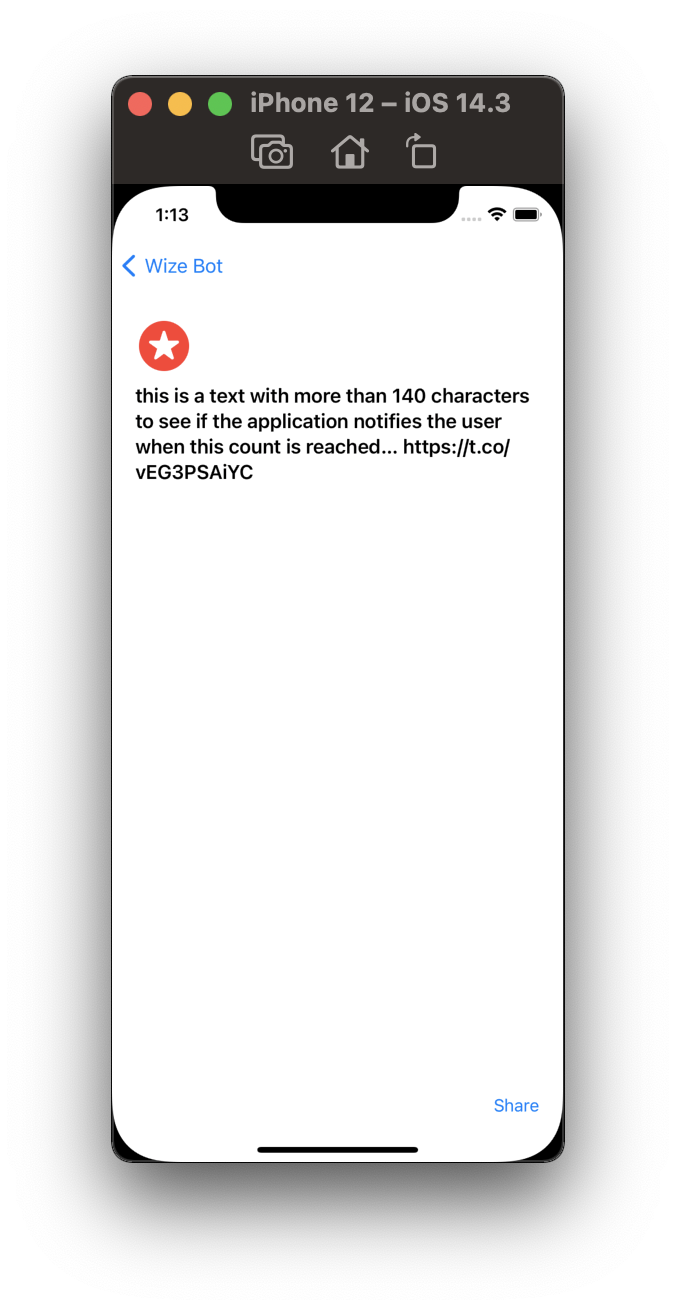 iPhone 12 – iOS 14.3
1:13
Wize Bot
this is a text with more than 140 characters
to see if the application notifies the user
when this count is reached... https://t.co/
vEG3PSAiYC
Share